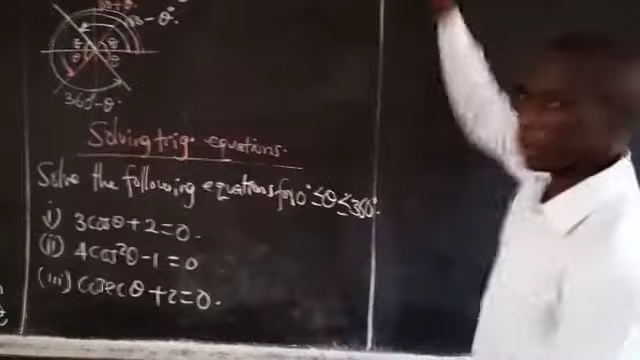 180-θ°.
360°-θ.
Solving trig. equations.
Solve the following equations for 0°≤θ≤360°.
i) 3cosθ+2=0.
(ii) 4cos²θ-1=0
(iii) cosecθ+2=0.